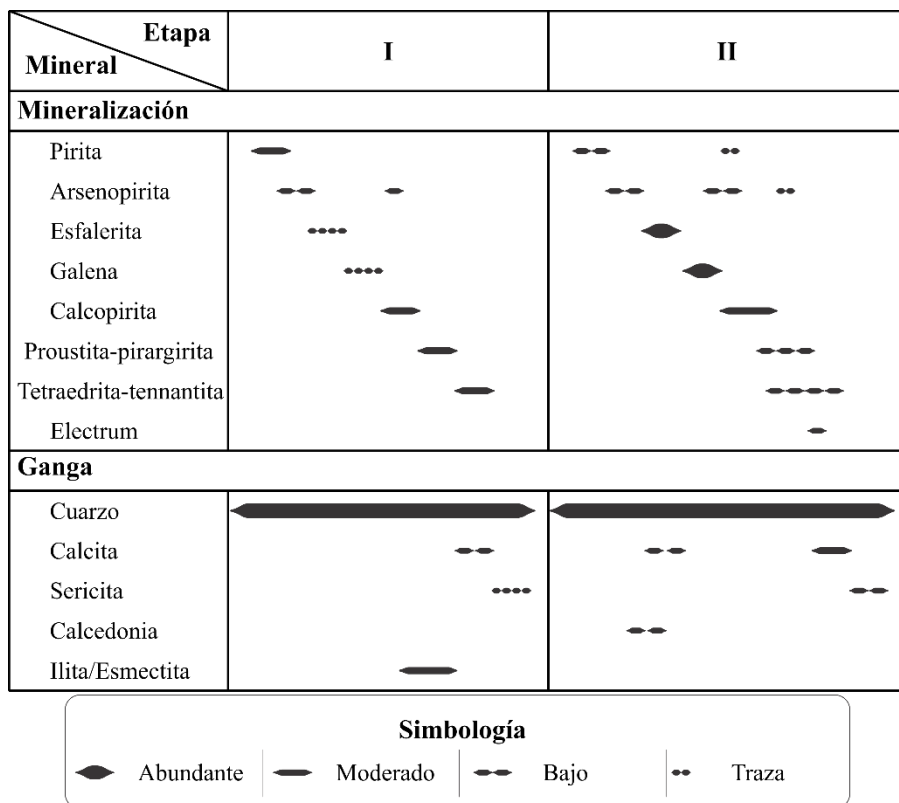 Etapa
Mineral
I
II
Mineralización
Pirita
Arsenopirita
Esfalerita
Galena
Calcopirita
Proustita-pirargirita
Tetraedrita-tennantita
Electrum
Ganga
Cuarzo
Calcita
Sericita
Calcedonia
Ilita/Esmectita
Simbología
Abundante Moderado Bajo Traza